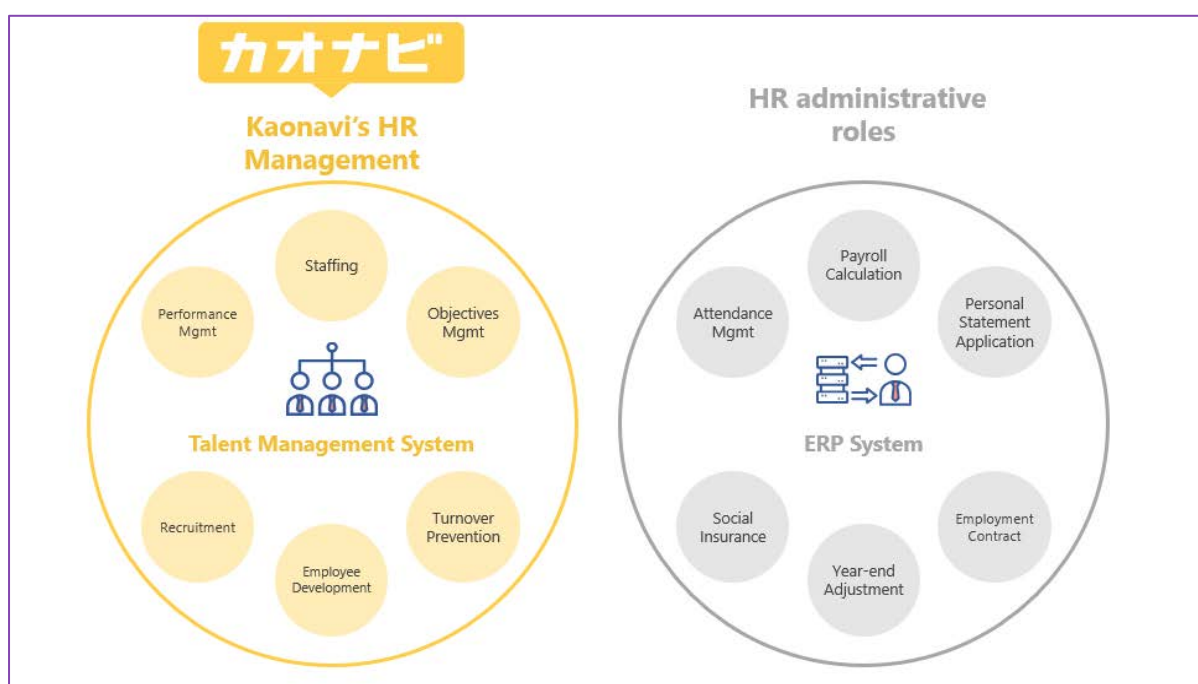 カオナビ
Kaonavi‘s HR
Management
Staffing
Performance
Mgmt
Objectives
Mgmt
Talent Management System
Recruitment
Turnover
Prevention
Employee
Development
HR administrative
roles
Payroll
Calculation
Attendance
Mgmt
Personal
Statement
Application
ERP System
Social
Insurance
Employment
Contract
Year-end
Adjustment